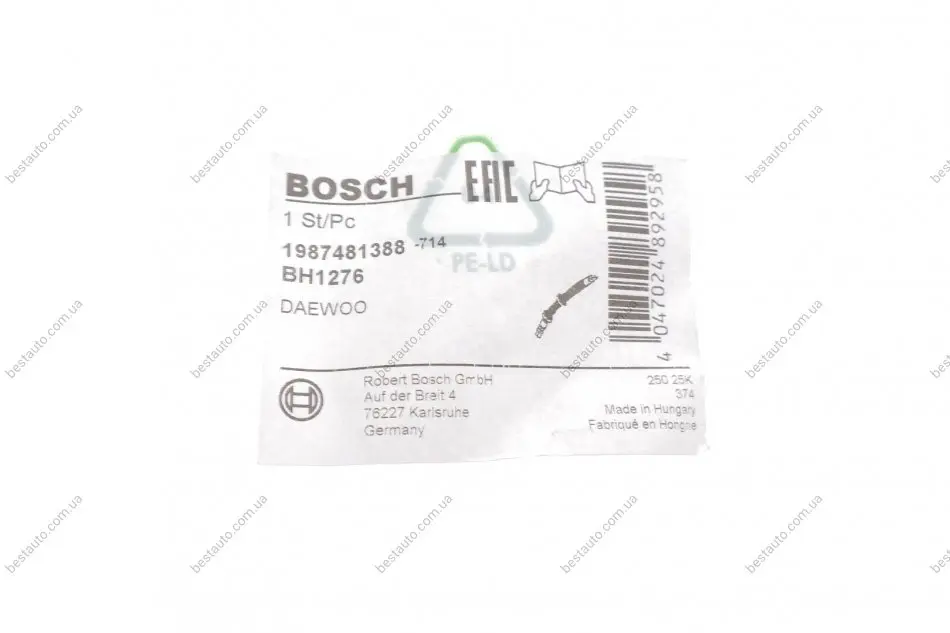 BOSCH
EAC
1 St/Pc
1987481388 -714
BH1276
DAEWOO
PE-LD
4 047024 892958
Robert Bosch GmbH
Auf der Breit 4
76227 Karlsruhe
Germany
25K
374
Made in Hungary
Fabriqué en Hongrie
bestauto.com.ua